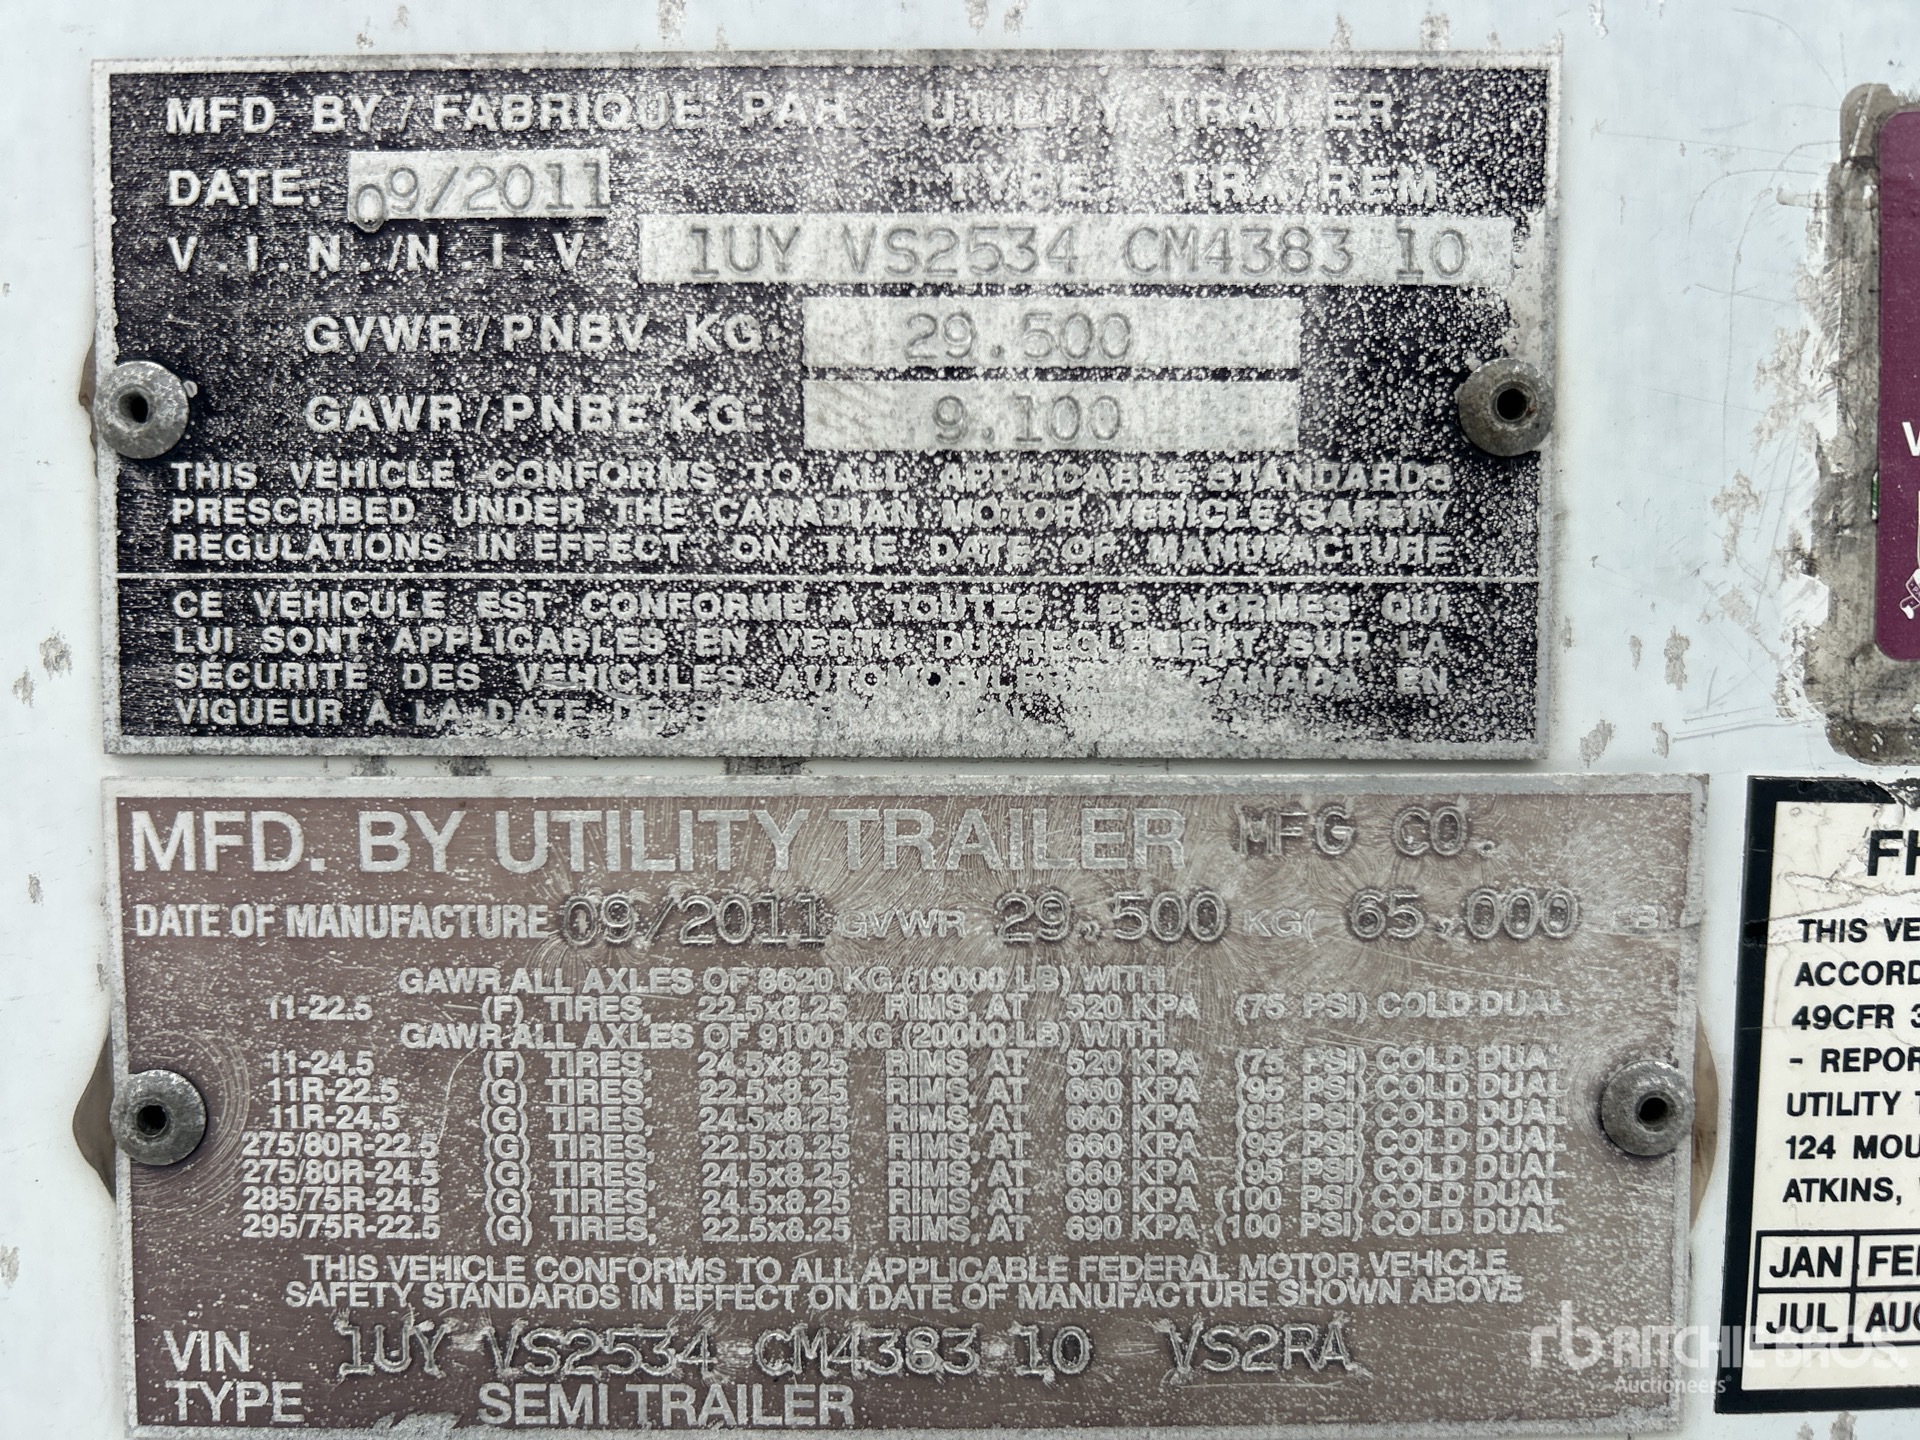 MFD BY / FABRIQUE PAR UTILITY TRAILER
DATE: 09/2011 TYPE: TRA/REM
V.I.N./N.I.V. 1UY VS2534 CM4383 10
GVWR/PNBV KG: 29.500
GAWR/PNBE KG: 9.100
THIS VEHICLE CONFORMS TO ALL APPLICABLE STANDARDS
PRESCRIBED UNDER THE CANADIAN MOTOR VEHICLE SAFETY
REGULATIONS IN EFFECT ON THE DATE OF MANUFACTURE
CE VEHICULE EST CONFORME A TOUTES LES NORMES QUI
LUI SONT APPLICABLES EN VERTU DU REGLEMENT SUR LA
SÉCURITÉ DES VEHICULES AUTOMOBILES CANADA EN
VIGUEUR A LA DATE DE
MFD. BY UTILITY TRAILER MFG CO.
DATE OF MANUFACTURE 09/2011 GVWR 29.500 KG( 65,000 LB)
GAWR ALL AXLES OF 8620 KG (19000 LB) WITH
11-22.5 (F) TIRES, 22.5x8.25 RIMS, AT 520 KPA (75 PSI) COLD DUAL
GAWR ALL AXLES OF 9100 KG (20000 LB) WITH
11-24.5 (F) TIRES, 24.5x8.25 RIMS, AT 520 KPA (75 PSI) COLD DUAL
11R-22.5 (G) TIRES, 22.5x8.25 RIMS, AT 660 KPA (95 PSI) COLD DUAL
11R-24.5 (G) TIRES, 24.5x8.25 RIMS, AT 660 KPA (95 PSI) COLD DUAL
275/80R-22.5 (G) TIRES, 22.5x8.25 RIMS, AT 660 KPA (95 PSI) COLD DUAL
275/80R-24.5 (G) TIRES, 24.5x8.25 RIMS, AT 660 KPA (95 PSI) COLD DUAL
285/75R-24.5 (G) TIRES, 24.5x8.25 RIMS, AT 690 KPA (100 PSI) COLD DUAL
295/75R-22.5 (G) TIRES, 22.5x8.25 RIMS, AT 690 KPA (100 PSI) COLD DUAL
THIS VEHICLE CONFORMS TO ALL APPLICABLE FEDERAL MOTOR VEHICLE
SAFETY STANDARDS IN EFFECT ON DATE OF MANUFACTURE SHOWN ABOVE
VIN 1UY VS2534 CM4383 10 VS2RA
TYPE SEMI TRAILER
THIS VE
ACCORD
49CFR 3
- REPOR
UTILITY T
124 MOU
ATKINS,
JAN FE
JUL AUG
rb RITCHIE BROS.
Auctioneers